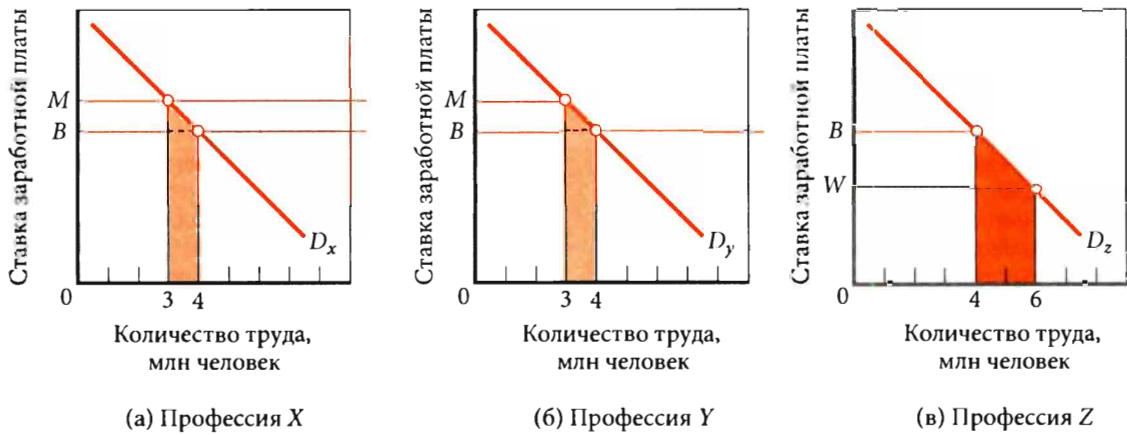 Ставка заработной платы
M
B
D_x
0
3
4
Количество труда,
млн человек
(а) Профессия X
Ставка заработной платы
M
B
D_y
0
3
4
Количество труда,
млн человек
(б) Профессия Y
Ставка заработной платы
B
W
D_z
0
4
6
Количество труда,
млн человек
(в) Профессия Z